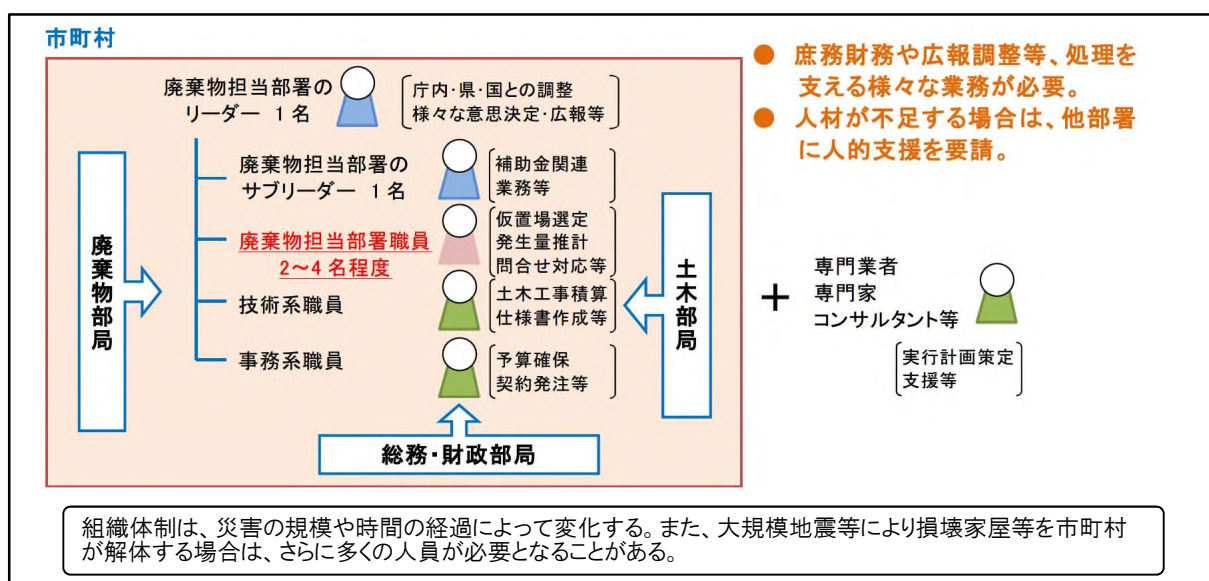 市町村
廃棄物担当部署の
リーダー 1名
庁内・県・国との調整
様々な意思決定・広報等
廃棄物担当部署の
サブリーダー 1名
補助金関連
業務等
廃棄物担当部署職員
2～4名程度
仮置場選定
発生量推計
問合せ対応等
技術系職員
土木工事積算
仕様書作成等
事務系職員
予算確保
契約発注等
廃棄物部局
土木部局
総務・財政部局
● 庶務財務や広報調整等、処理を
支える様々な業務が必要。
● 人材が不足する場合は、他部署
に人的支援を要請。
＋
専門業者
専門家
コンサルタント等
実行計画策定
支援等
組織体制は、災害の規模や時間の経過によって変化する。また、大規模地震等により損壊家屋等を市町村
が解体する場合は、さらに多くの人員が必要となることがある。